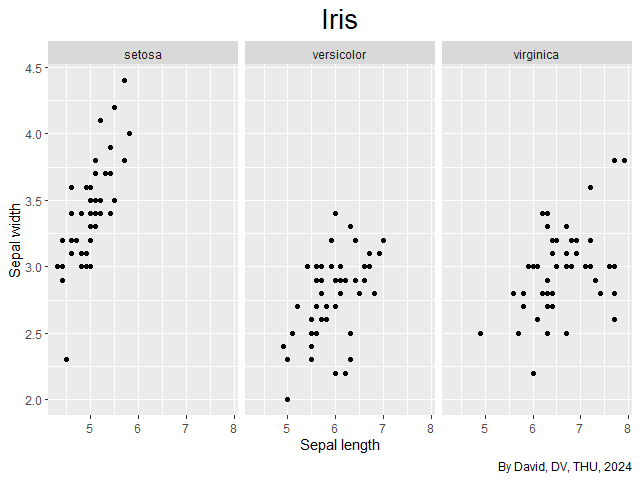 Iris
setosa versicolor virginica
4.5
4.0
3.5
3.0
2.5
2.0
Sepal width
5 6 7 8 5 6 7 8 5 6 7 8
Sepal length
By David, DV, THU, 2024